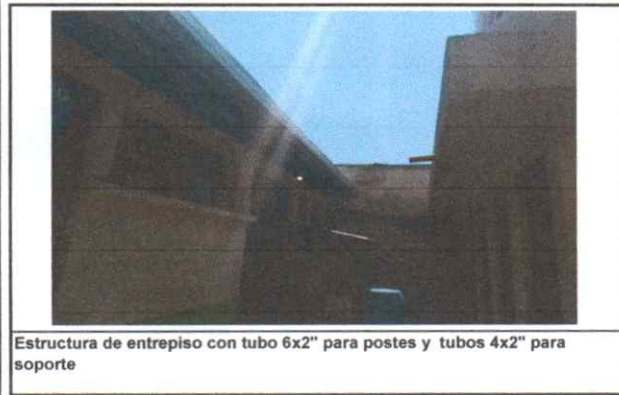 Estructura de entrepiso con tubo 6x2" para postes y tubos 4x2" para
soporte